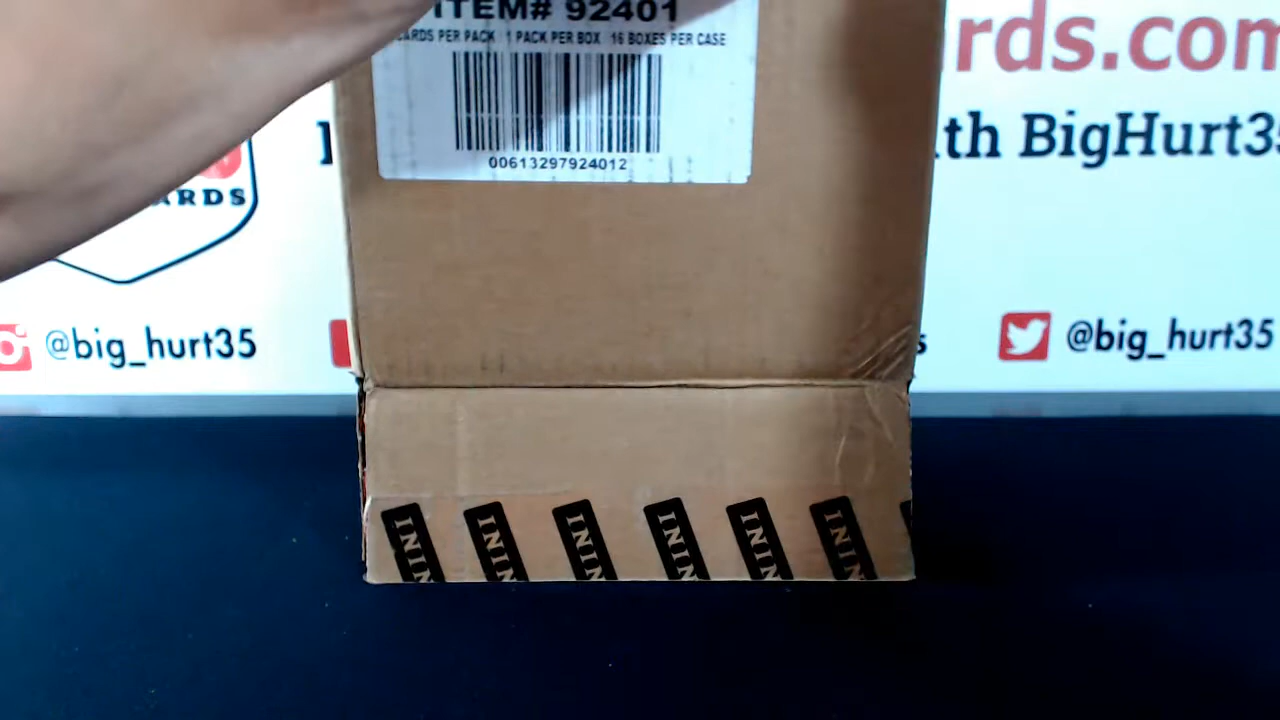 ITEM# 92401
CARDS PER PACK 1 PACK PER BOX 16 BOXES PER CASE
00613297924012
rds.com
th BigHurt35
ARDS
@big_hurt35
s
@big_hurt35
ININ ININ ININ ININ ININ ININ